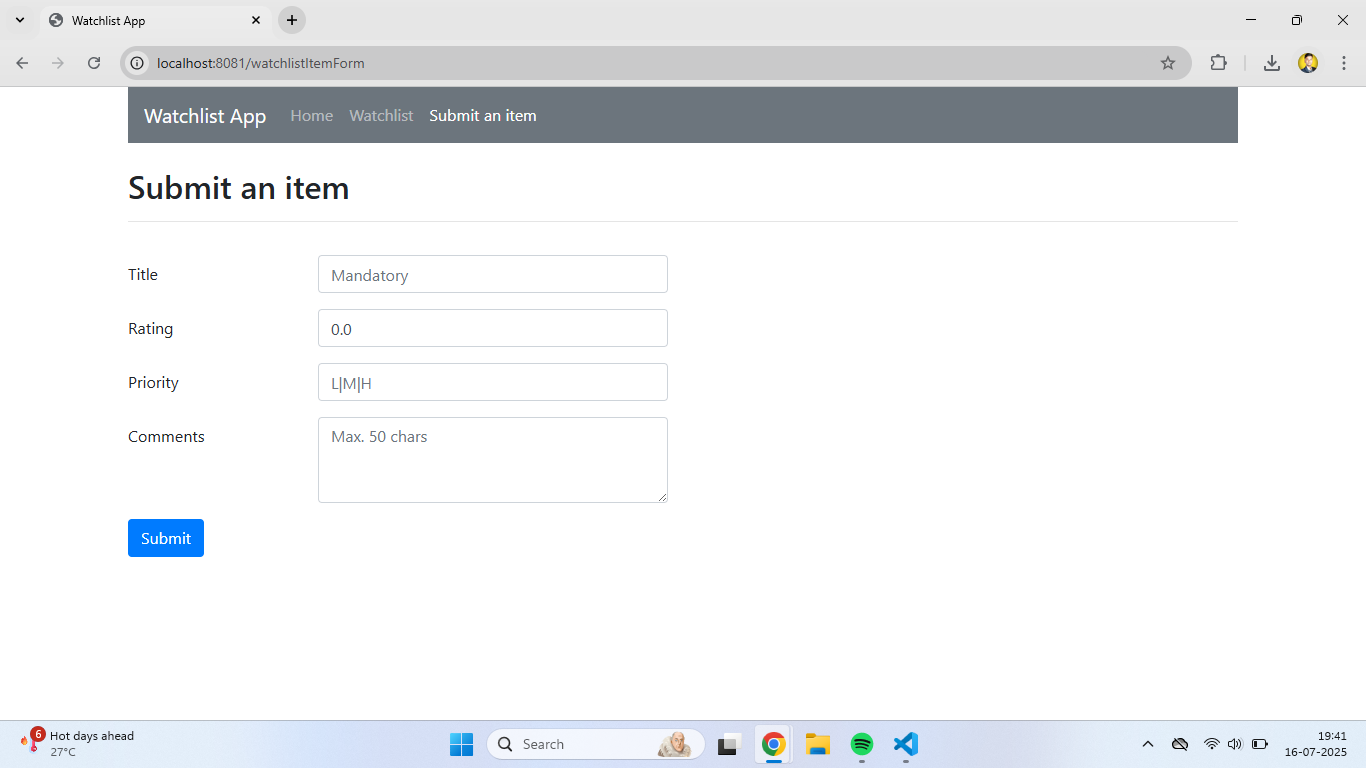 Watchlist App
localhost:8081/watchlistItemForm
Watchlist App Home Watchlist Submit an item
Submit an item
Title
Mandatory
Rating
0.0
Priority
L|M|H
Comments
Max. 50 chars
Submit
6
Hot days ahead
27°C
Search
19:41
16-07-2025